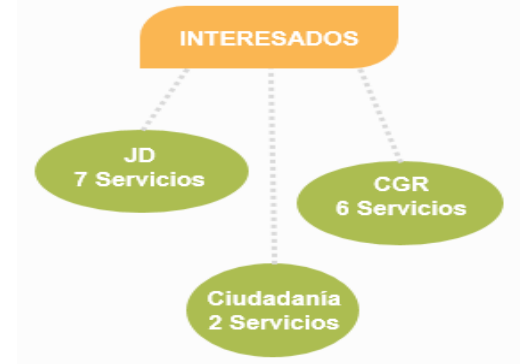 INTERESADOS
JD
7 Servicios
CGR
6 Servicios
Ciudadanía
2 Servicios